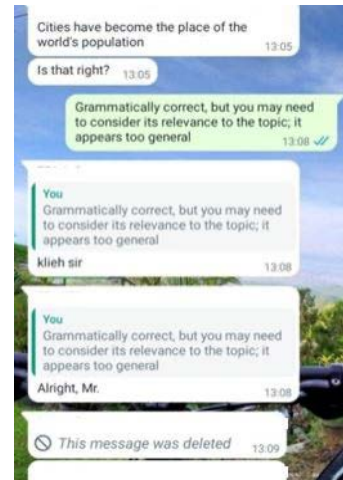 Cities have become the place of the
world's population
13:05
Is that right? 13:05
Grammatically correct, but you may need
to consider its relevance to the topic; it
appears too general
13:08
You
Grammatically correct, but you may need
to consider its relevance to the topic; it
appears too general
klieh sir
13:08
You
Grammatically correct, but you may need
to consider its relevance to the topic; it
appears too general
Alright, Mr.
13:08
This message was deleted 13:09